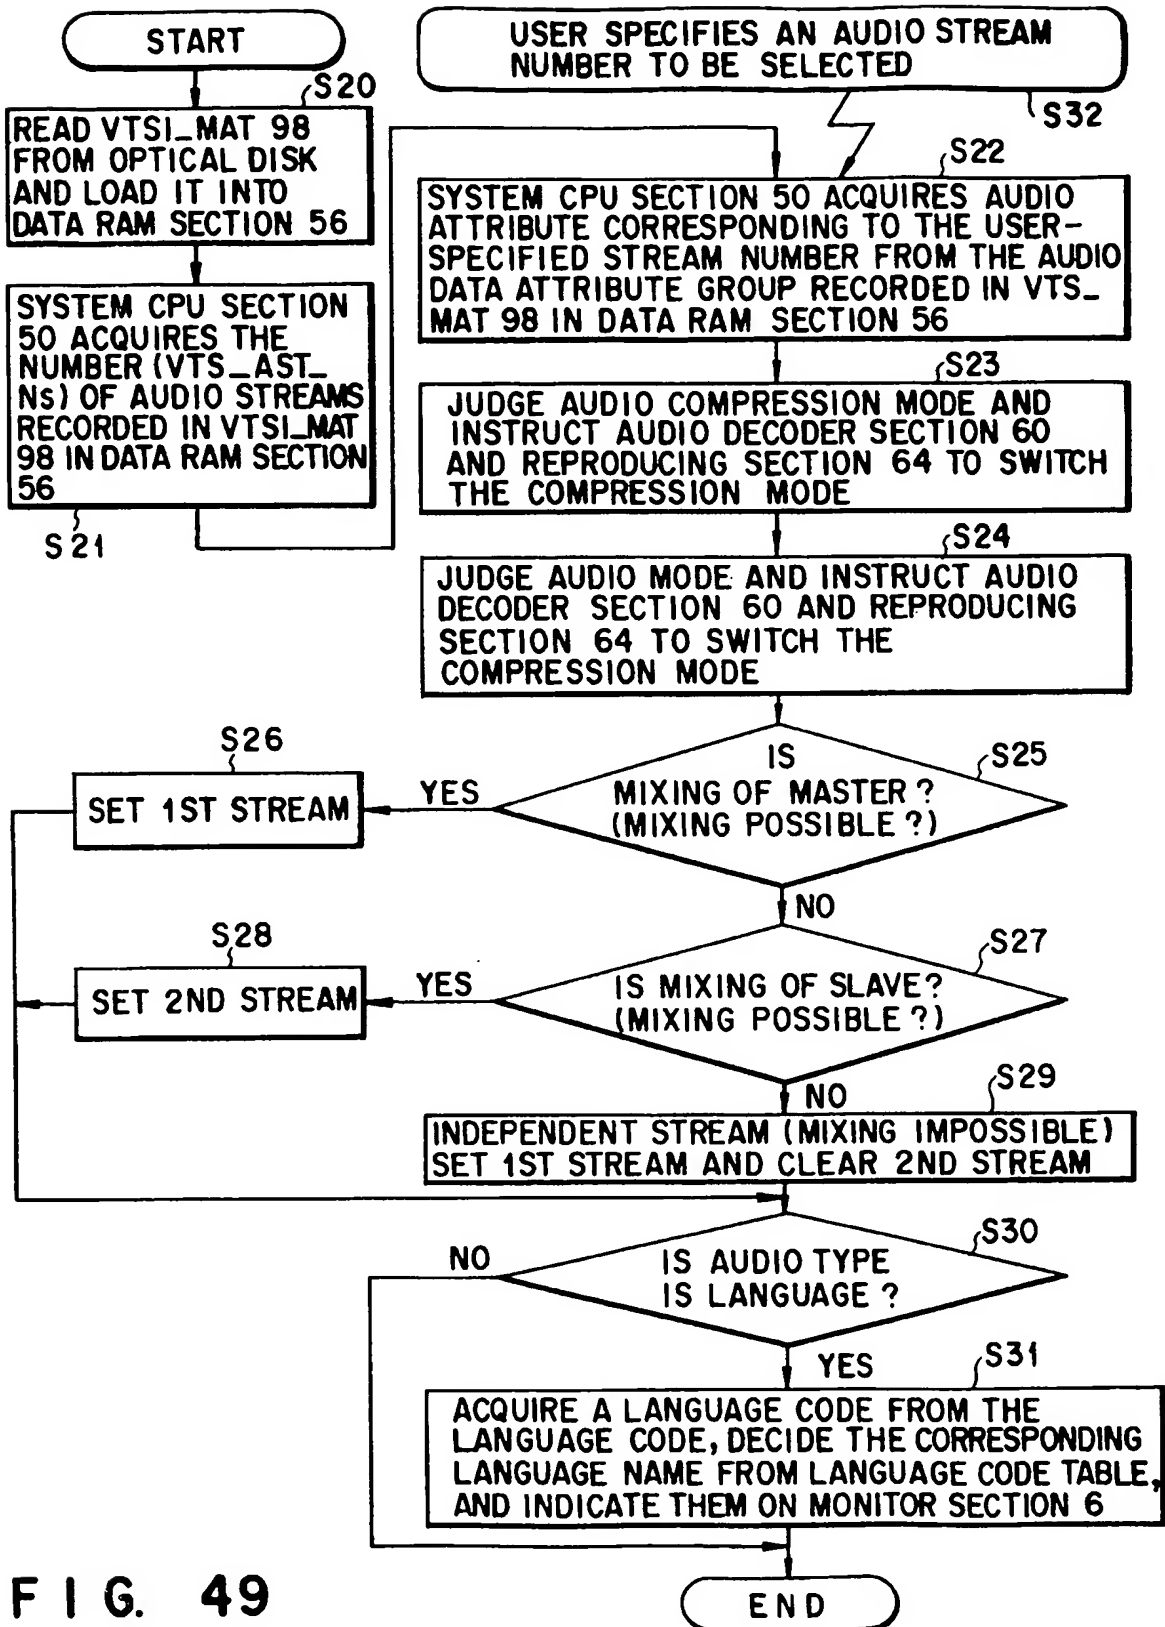 START
S20
READ VTSI_MAT 98
FROM OPTICAL DISK
AND LOAD IT INTO
DATA RAM SECTION 56
SYSTEM CPU SECTION
50 ACQUIRES THE
NUMBER (VTS_AST_
NS) OF AUDIO STREAMS
RECORDED IN VTSI_MAT
98 IN DATA RAM SECTION
56
S21
USER SPECIFIES AN AUDIO STREAM
NUMBER TO BE SELECTED
S32
S22
SYSTEM CPU SECTION 50 ACQUIRES AUDIO
ATTRIBUTE CORRESPONDING TO THE USER-
SPECIFIED STREAM NUMBER FROM THE AUDIO
DATA ATTRIBUTE GROUP RECORDED IN VTS_
MAT 98 IN DATA RAM SECTION 56
S23
JUDGE AUDIO COMPRESSION MODE AND
INSTRUCT AUDIO DECODER SECTION 60
AND REPRODUCING SECTION 64 TO SWITCH
THE COMPRESSION MODE
S24
JUDGE AUDIO MODE AND INSTRUCT AUDIO
DECODER SECTION 60 AND REPRODUCING
SECTION 64 TO SWITCH THE
COMPRESSION MODE
S25
IS
MIXING OF MASTER?
(MIXING POSSIBLE?)
YES
S26
SET 1ST STREAM
NO
S27
IS MIXING OF SLAVE?
(MIXING POSSIBLE?)
YES
S28
SET 2ND STREAM
NO
S29
INDEPENDENT STREAM (MIXING IMPOSSIBLE)
SET 1ST STREAM AND CLEAR 2ND STREAM
S30
IS AUDIO TYPE
IS LANGUAGE?
NO
YES
S31
ACQUIRE A LANGUAGE CODE FROM THE
LANGUAGE CODE, DECIDE THE CORRESPONDING
LANGUAGE NAME FROM LANGUAGE CODE TABLE,
AND INDICATE THEM ON MONITOR SECTION 6
END
FIG. 49